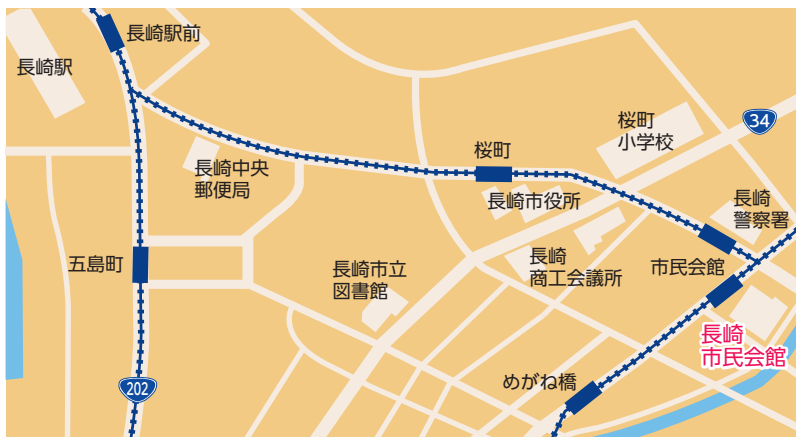 長崎駅前
長崎駅
長崎中央
郵便局
桜町
桜町
小学校
34
長崎市役所
長崎
警察署
五島町
長崎市立
図書館
長崎
商工会議所
市民会館
長崎
市民会館
めがね橋
202